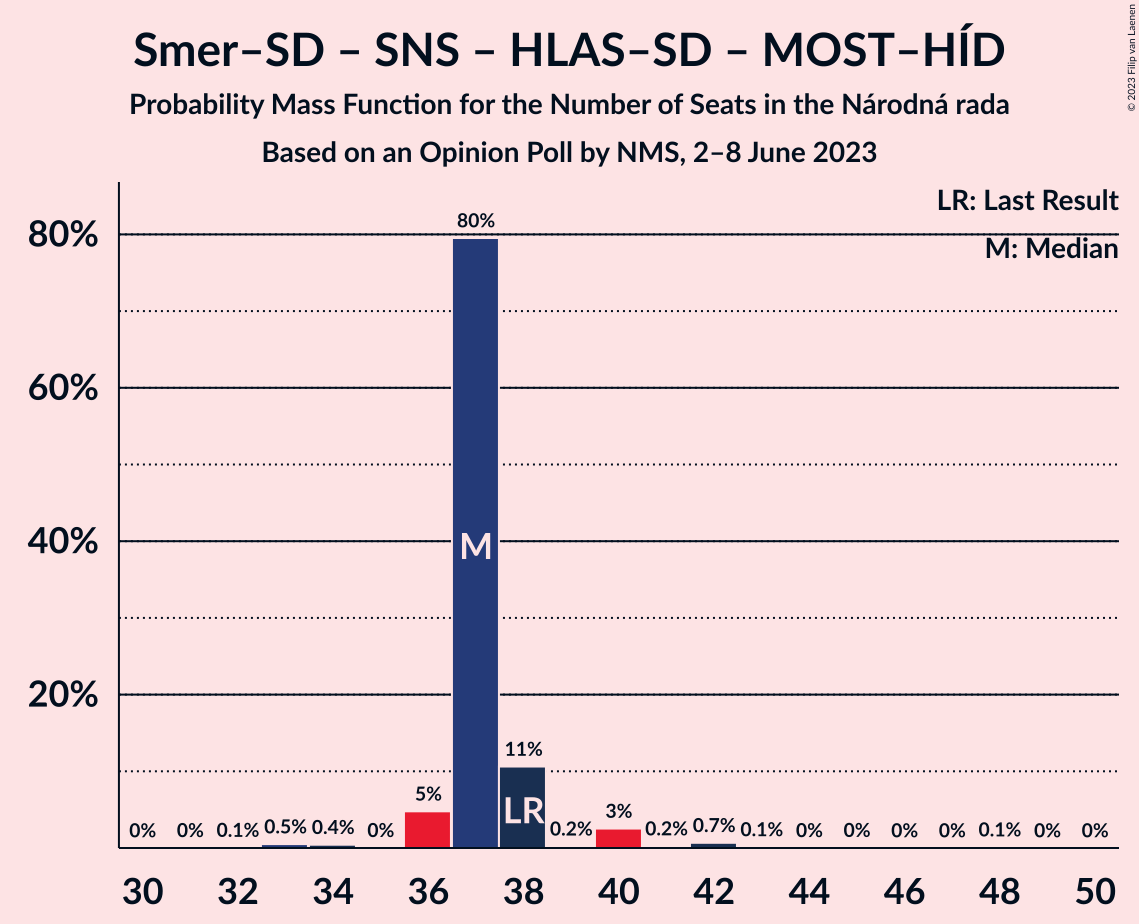 Smer–SD – SNS – HLAS–SD – MOST–HÍD
Probability Mass Function for the Number of Seats in the Národná rada
Based on an Opinion Poll by NMS, 2–8 June 2023
© 2023 Filip van Laenen
LR: Last Result
M: Median
80%
60%
40%
20%
0% 0% 0.1% 0.5% 0.4% 0% 5% 80% 11% 0.2% 3% 0.2% 0.7% 0.1% 0% 0% 0% 0% 0.1% 0% 0%
M
LR
30 32 34 36 38 40 42 44 46 48 50